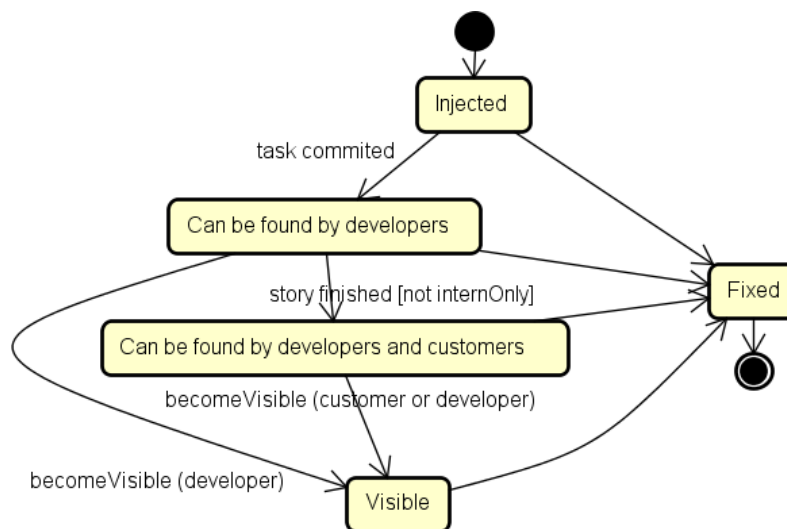 Injected
task commited
Can be found by developers
story finished [not internOnly]
Fixed
Can be found by developers and customers
becomeVisible (customer or developer)
becomeVisible (developer)
Visible